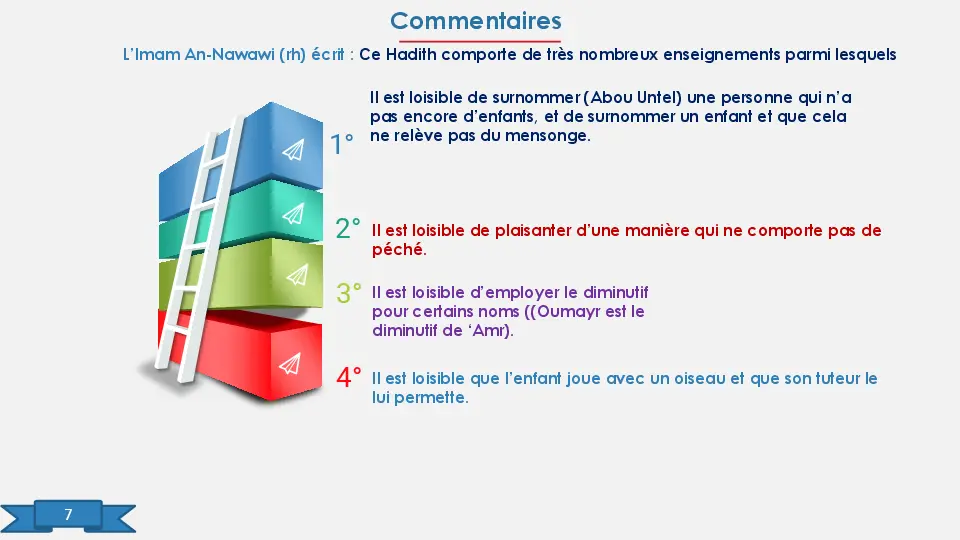 Commentaires
L'Imam An-Nawawi (rh) écrit : Ce Hadith comporte de très nombreux enseignements parmi lesquels
1°
Il est loisible de surnommer (Abou Untel) une personne qui n'a
pas encore d'enfants, et de surnommer un enfant et que cela
ne relève pas du mensonge.
2°
Il est loisible de plaisanter d'une manière qui ne comporte pas de
péché.
3°
Il est loisible d'employer le diminutif
pour certains noms ((Oumayr est le
diminutif de 'Amr).
4°
Il est loisible que l'enfant joue avec un oiseau et que son tuteur le
lui permette.
7